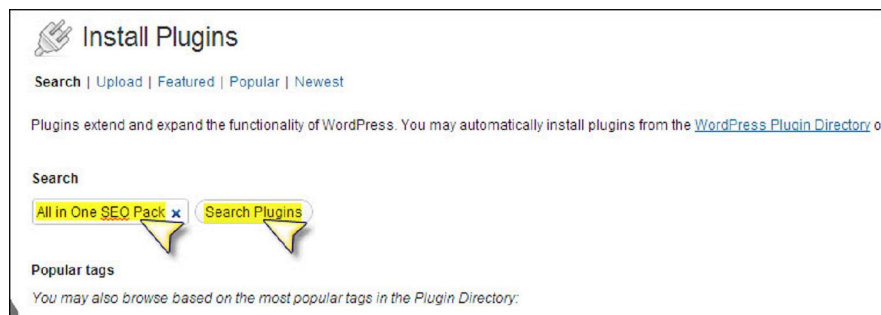 Install Plugins
Search | Upload | Featured | Popular | Newest
Plugins extend and expand the functionality of WordPress. You may automatically install plugins from the WordPress Plugin Directory o
Search
All in One SEO Pack x Search Plugins
Popular tags
You may also browse based on the most popular tags in the Plugin Directory: